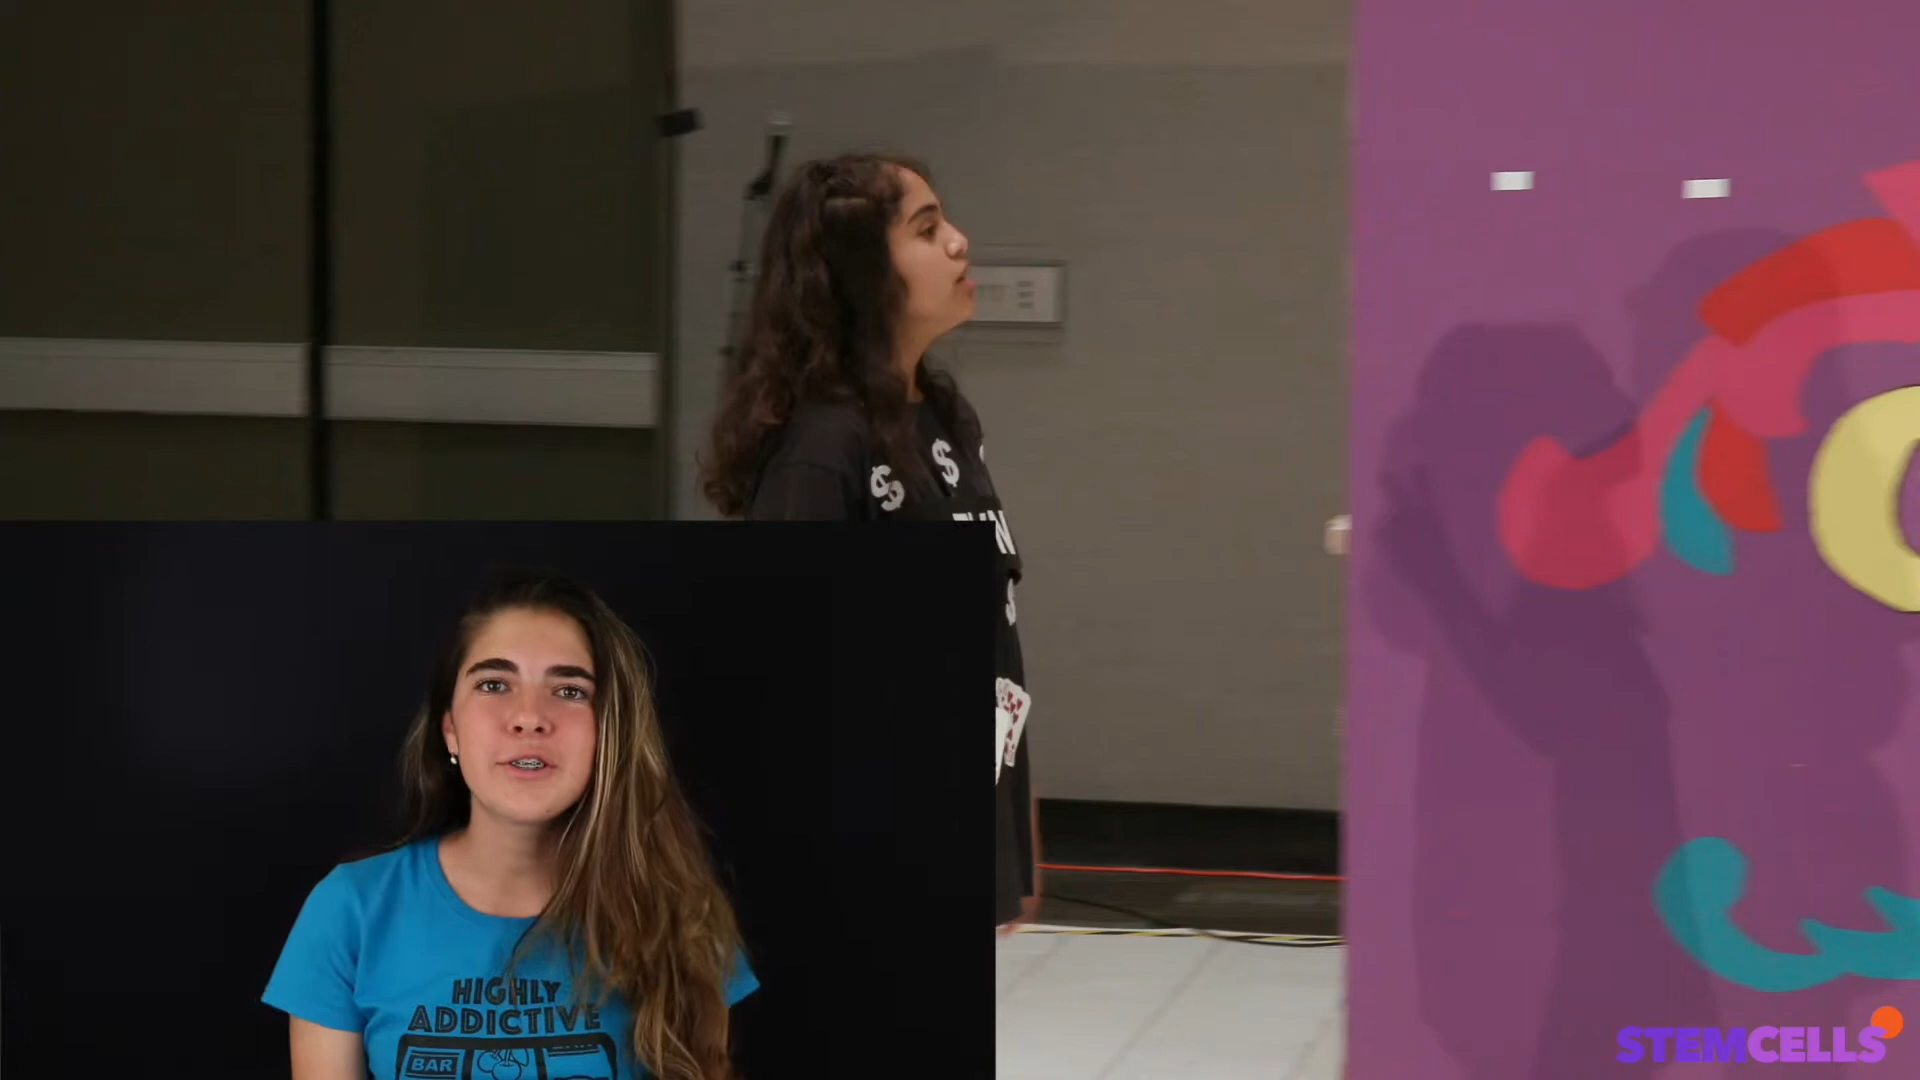 $ $
N
$
HIGHLY
ADDICTIVE
BAR
STEMCELLS